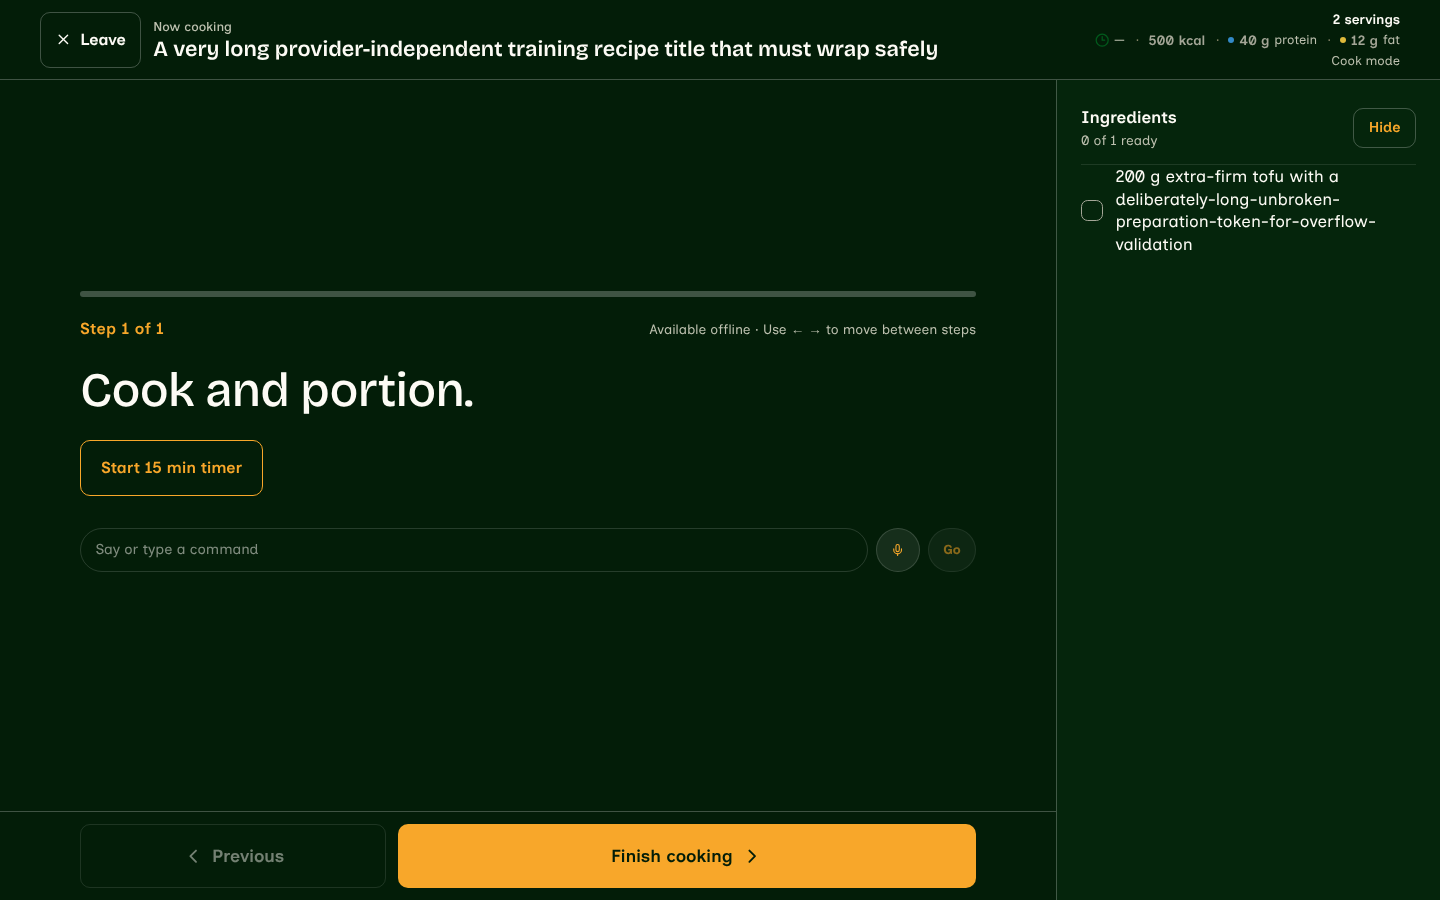 Leave
Now cooking
A very long provider-independent training recipe title that must wrap safely
2 servings
— · 500 kcal · 40 g protein · 12 g fat
Cook mode
Step 1 of 1
Available offline · Use ← → to move between steps
Cook and portion.
Start 15 min timer
Say or type a command
Go
Previous
Finish cooking
Ingredients
0 of 1 ready
Hide
200 g extra-firm tofu with a
deliberately-long-unbroken-
preparation-token-for-overflow-
validation